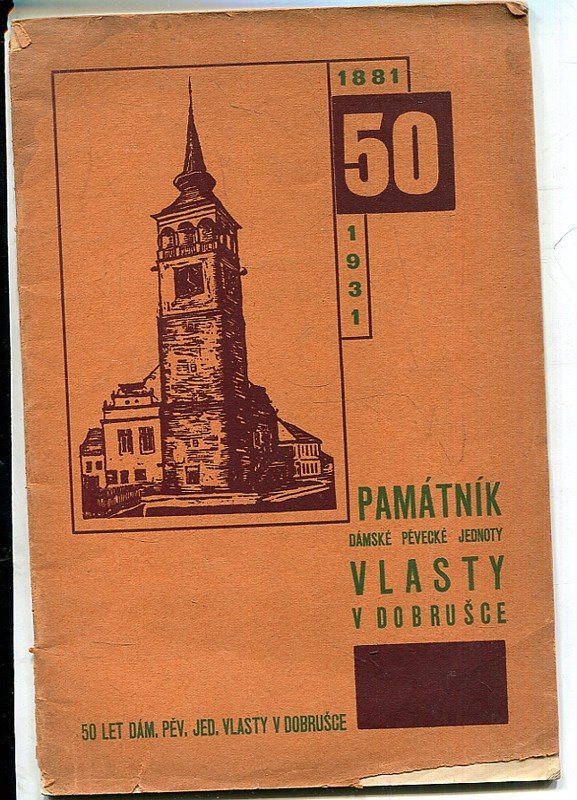 1881
50
1931
PAMÁTNÍK
DÁMSKÉ PĚVECKÉ JEDNOTY
VLASTY
V DOBRUŠCE
50 LET DÁM. PĚV. JED. VLASTY V DOBRUŠCE